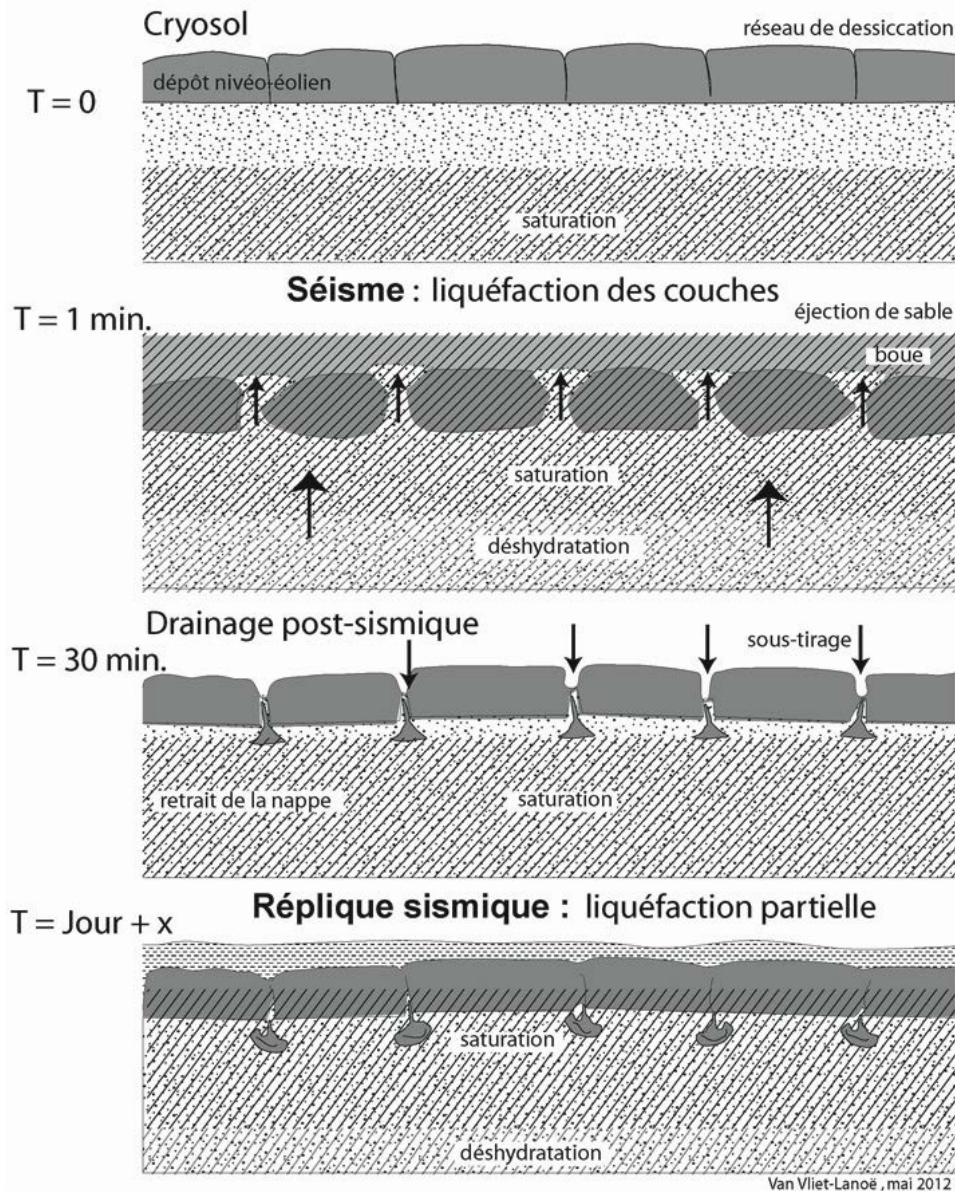 Cryosol
réseau de dessiccation
dépôt nivéo-éolien
T = 0
saturation
Séisme : liquéfaction des couches
T = 1 min.
éjection de sable
boue
saturation
déshydratation
Drainage post-sismique
T = 30 min.
sous-tirage
retrait de la nappe
saturation
T = Jour + x
Réplique sismique : liquéfaction partielle
saturation
déshydratation
Van Vliet-Lanoë , mai 2012